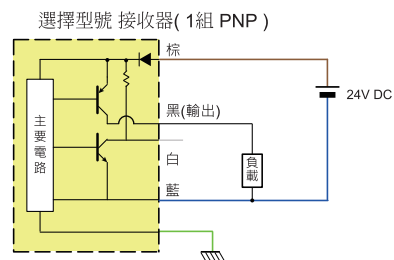 選擇型號 接收器( 1組 PNP )
棕
24V DC
黑(輸出)
主要電路
白
負載
藍